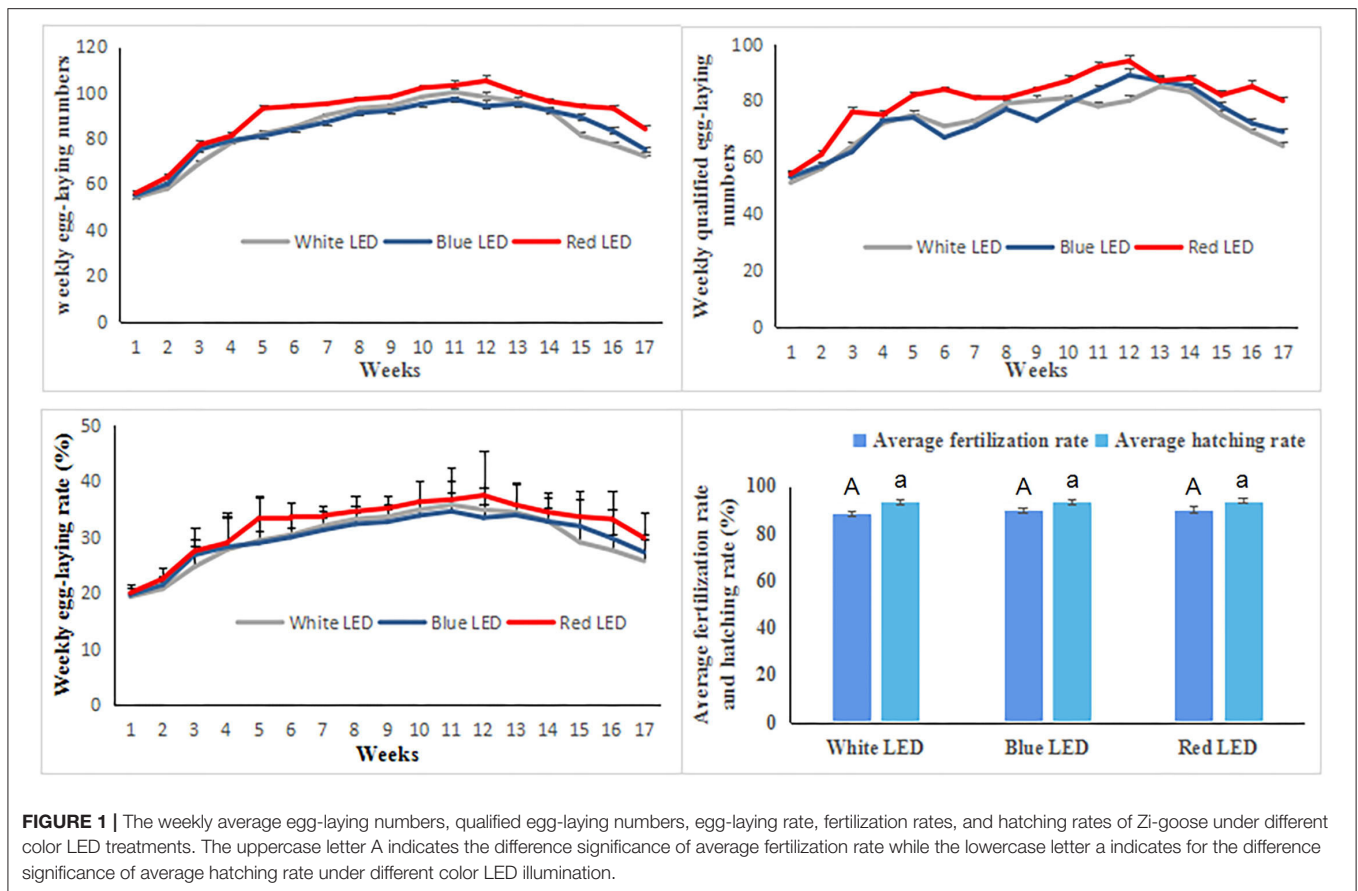 120
100
80
60
40
20
0
weekly egg-laying numbers
White LED Blue LED Red LED
1 2 3 4 5 6 7 8 9 10 11 12 13 14 15 16 17
Weeks
100
80
60
40
20
0
Weekly qualified egg-laying
numbers
White LED Blue LED Red LED
1 2 3 4 5 6 7 8 9 10 11 12 13 14 15 16 17
Weeks
50
40
30
20
10
0
Weekly egg-laying rate (%)
White LED Blue LED Red LED
1 2 3 4 5 6 7 8 9 10 11 12 13 14 15 16 17
Weeks
Average fertilization rate Average hatching rate
100
80
60
40
20
0
Average fertilization rate
and hatching rate (%)
A a A a A a
White LED Blue LED Red LED
FIGURE 1 | The weekly average egg-laying numbers, qualified egg-laying numbers, egg-laying rate, fertilization rates, and hatching rates of Zi-goose under different
color LED treatments. The uppercase letter A indicates the difference significance of average fertilization rate while the lowercase letter a indicates for the difference
significance of average hatching rate under different color LED illumination.